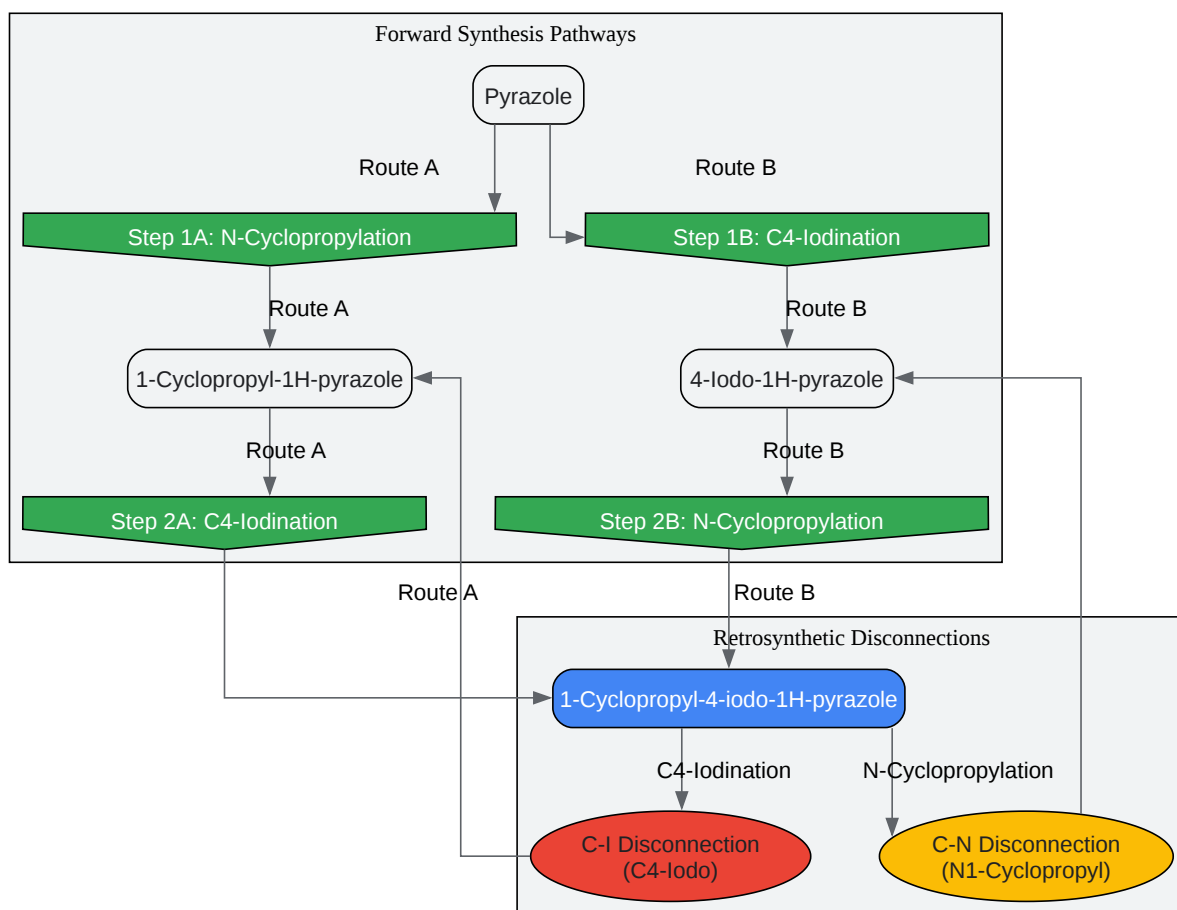 Forward Synthesis Pathways
Pyrazole
Route A
Route B
Step 1A: N-Cyclopropylation
Step 1B: C4-Iodination
Route A
Route B
1-Cyclopropyl-1H-pyrazole
4-Iodo-1H-pyrazole
Route A
Route B
Step 2A: C4-Iodination
Step 2B: N-Cyclopropylation
Route A
Route B
Retrosynthetic Disconnections
1-Cyclopropyl-4-iodo-1H-pyrazole
C4-Iodination
N-Cyclopropylation
C-I Disconnection
(C4-Iodo)
C-N Disconnection
(N1-Cyclopropyl)